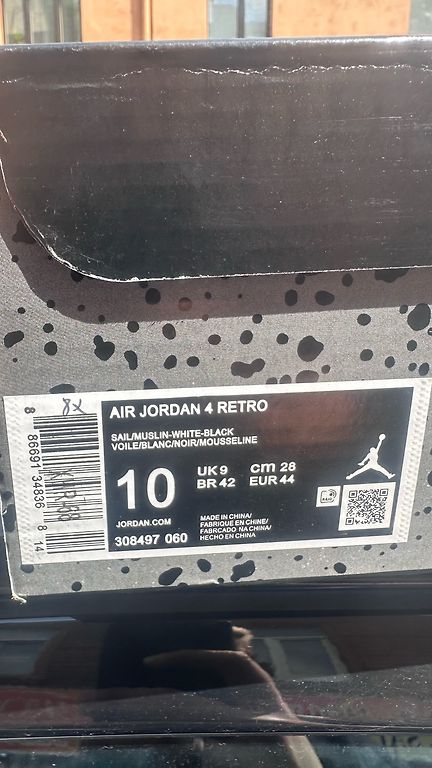 AIR JORDAN 4 RETRO
SAIL/MUSLIN-WHITE-BLACK
VOILE/BLANC/NOIR/MOUSSELINE
10
UK 9 cm 28
BR 42 EUR 44
JORDAN.COM
308497 060
MADE IN CHINA/
FABRIQUE EN CHINE/
FABRCADO NA CHINA/
HECHO EN CHINA
8 86691 34836 8 14
8X